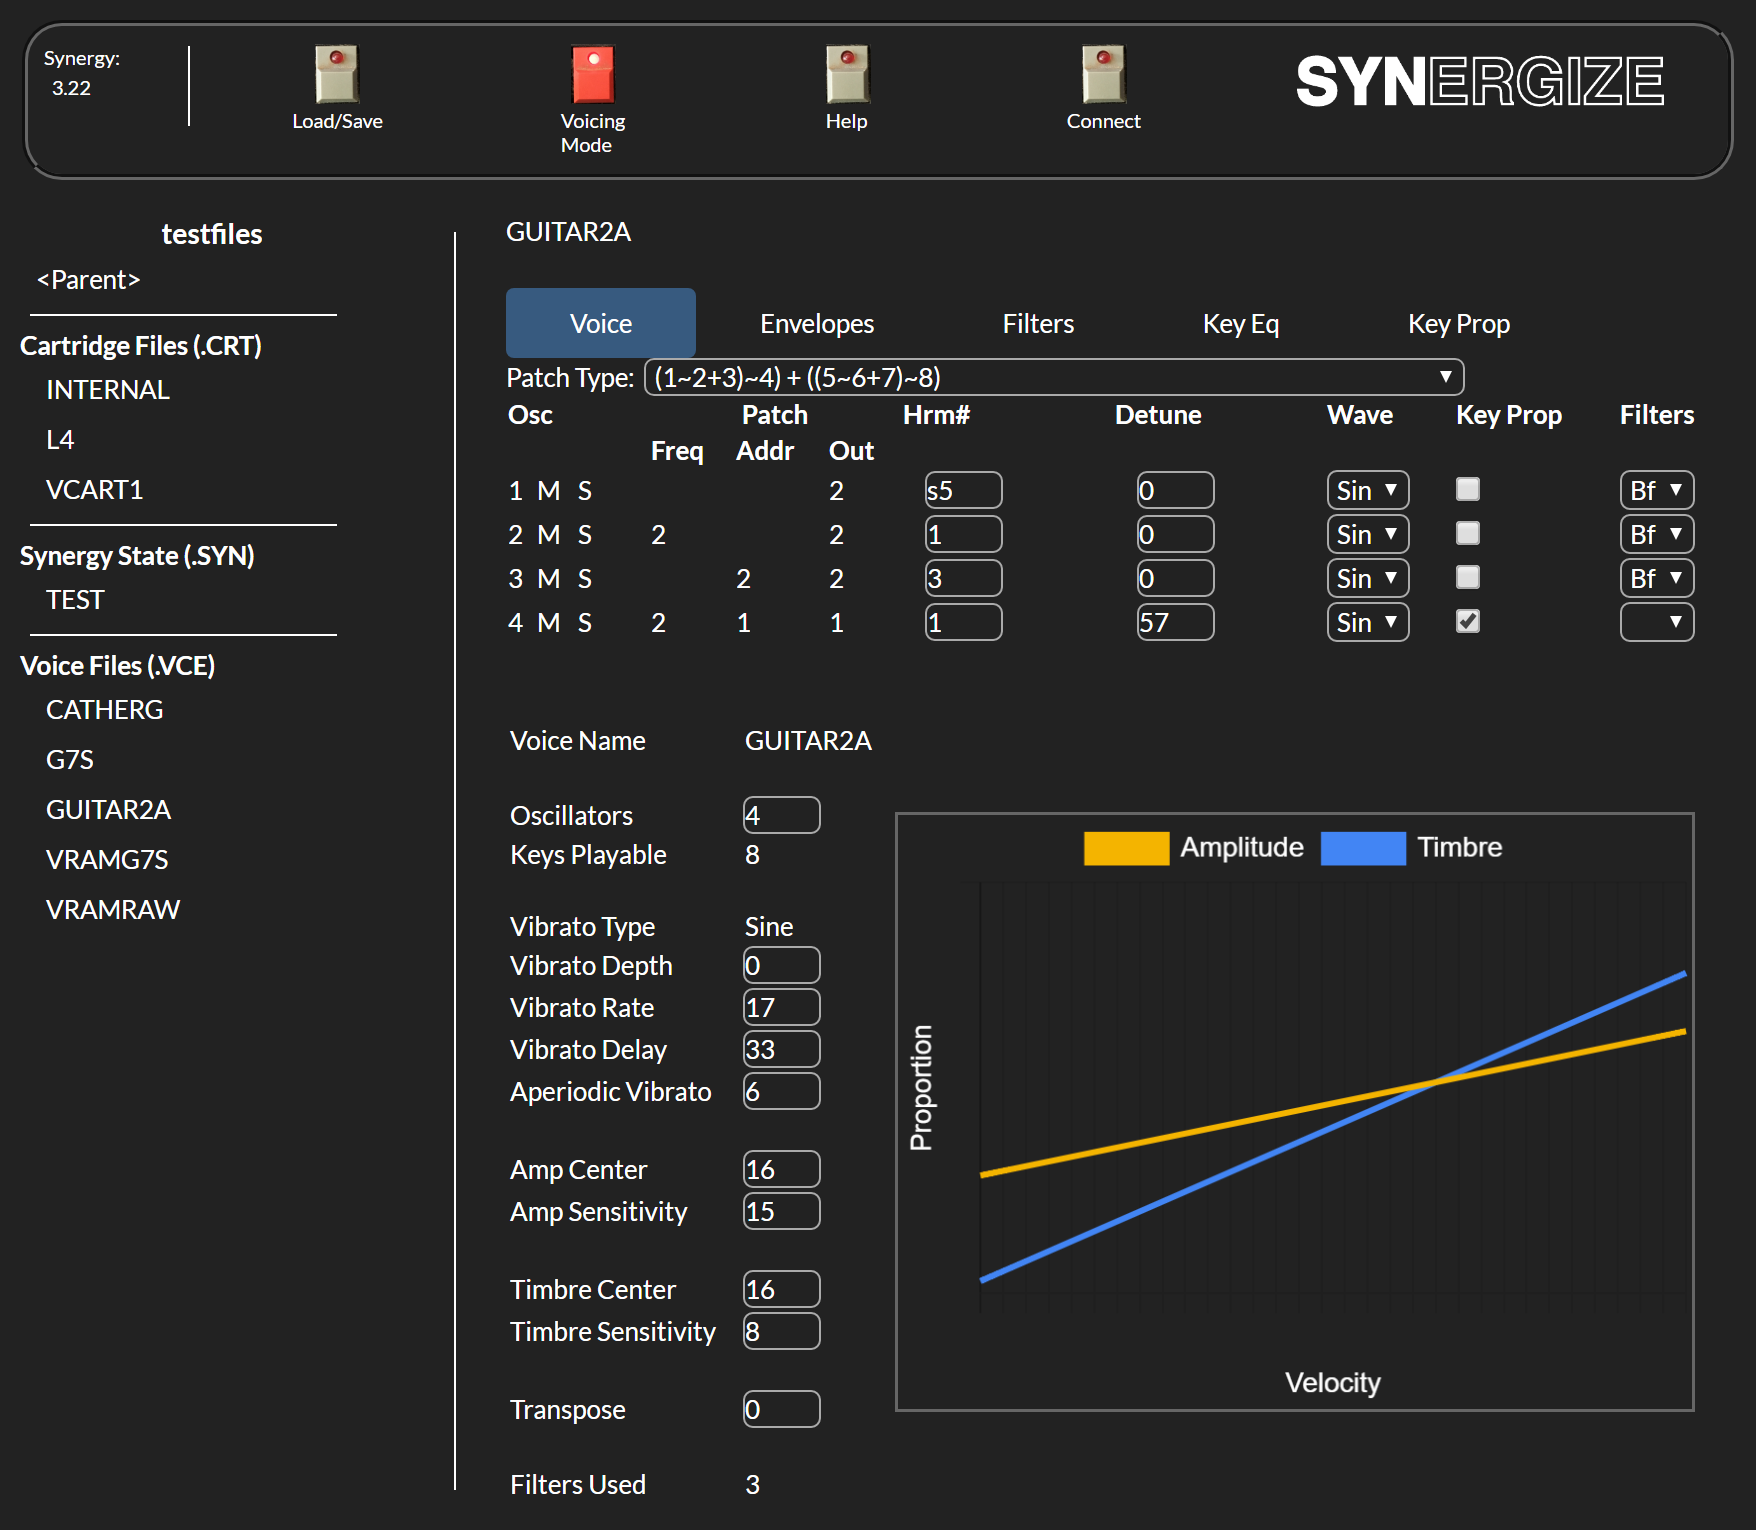 Synergy:
3.22
Load/Save
Voicing
Mode
Help
Connect
SYNERGIZE
testfiles
<Parent>
Cartridge Files (.CRT)
INTERNAL
L4
VCART1
Synergy State (.SYN)
TEST
Voice Files (.VCE)
CATHERG
G7S
GUITAR2A
VRAMG7S
VRAMRAW
GUITAR2A
Voice Envelopes Filters Key Eq Key Prop
Patch Type: (1~2+3)~4) + ((5~6+7)~8)
Osc Patch Hrm# Detune Wave Key Prop Filters
Freq Addr Out
1 M S 2 s5 0 Sin Bf
2 M S 2 2 1 0 Sin Bf
3 M S 2 2 3 0 Sin Bf
4 M S 2 1 1 1 57 Sin
Voice Name GUITAR2A
Oscillators 4
Keys Playable 8
Vibrato Type Sine
Vibrato Depth 0
Vibrato Rate 17
Vibrato Delay 33
Aperiodic Vibrato 6
Amp Center 16
Amp Sensitivity 15
Timbre Center 16
Timbre Sensitivity 8
Transpose 0
Filters Used 3
Amplitude Timbre
Proportion
Velocity